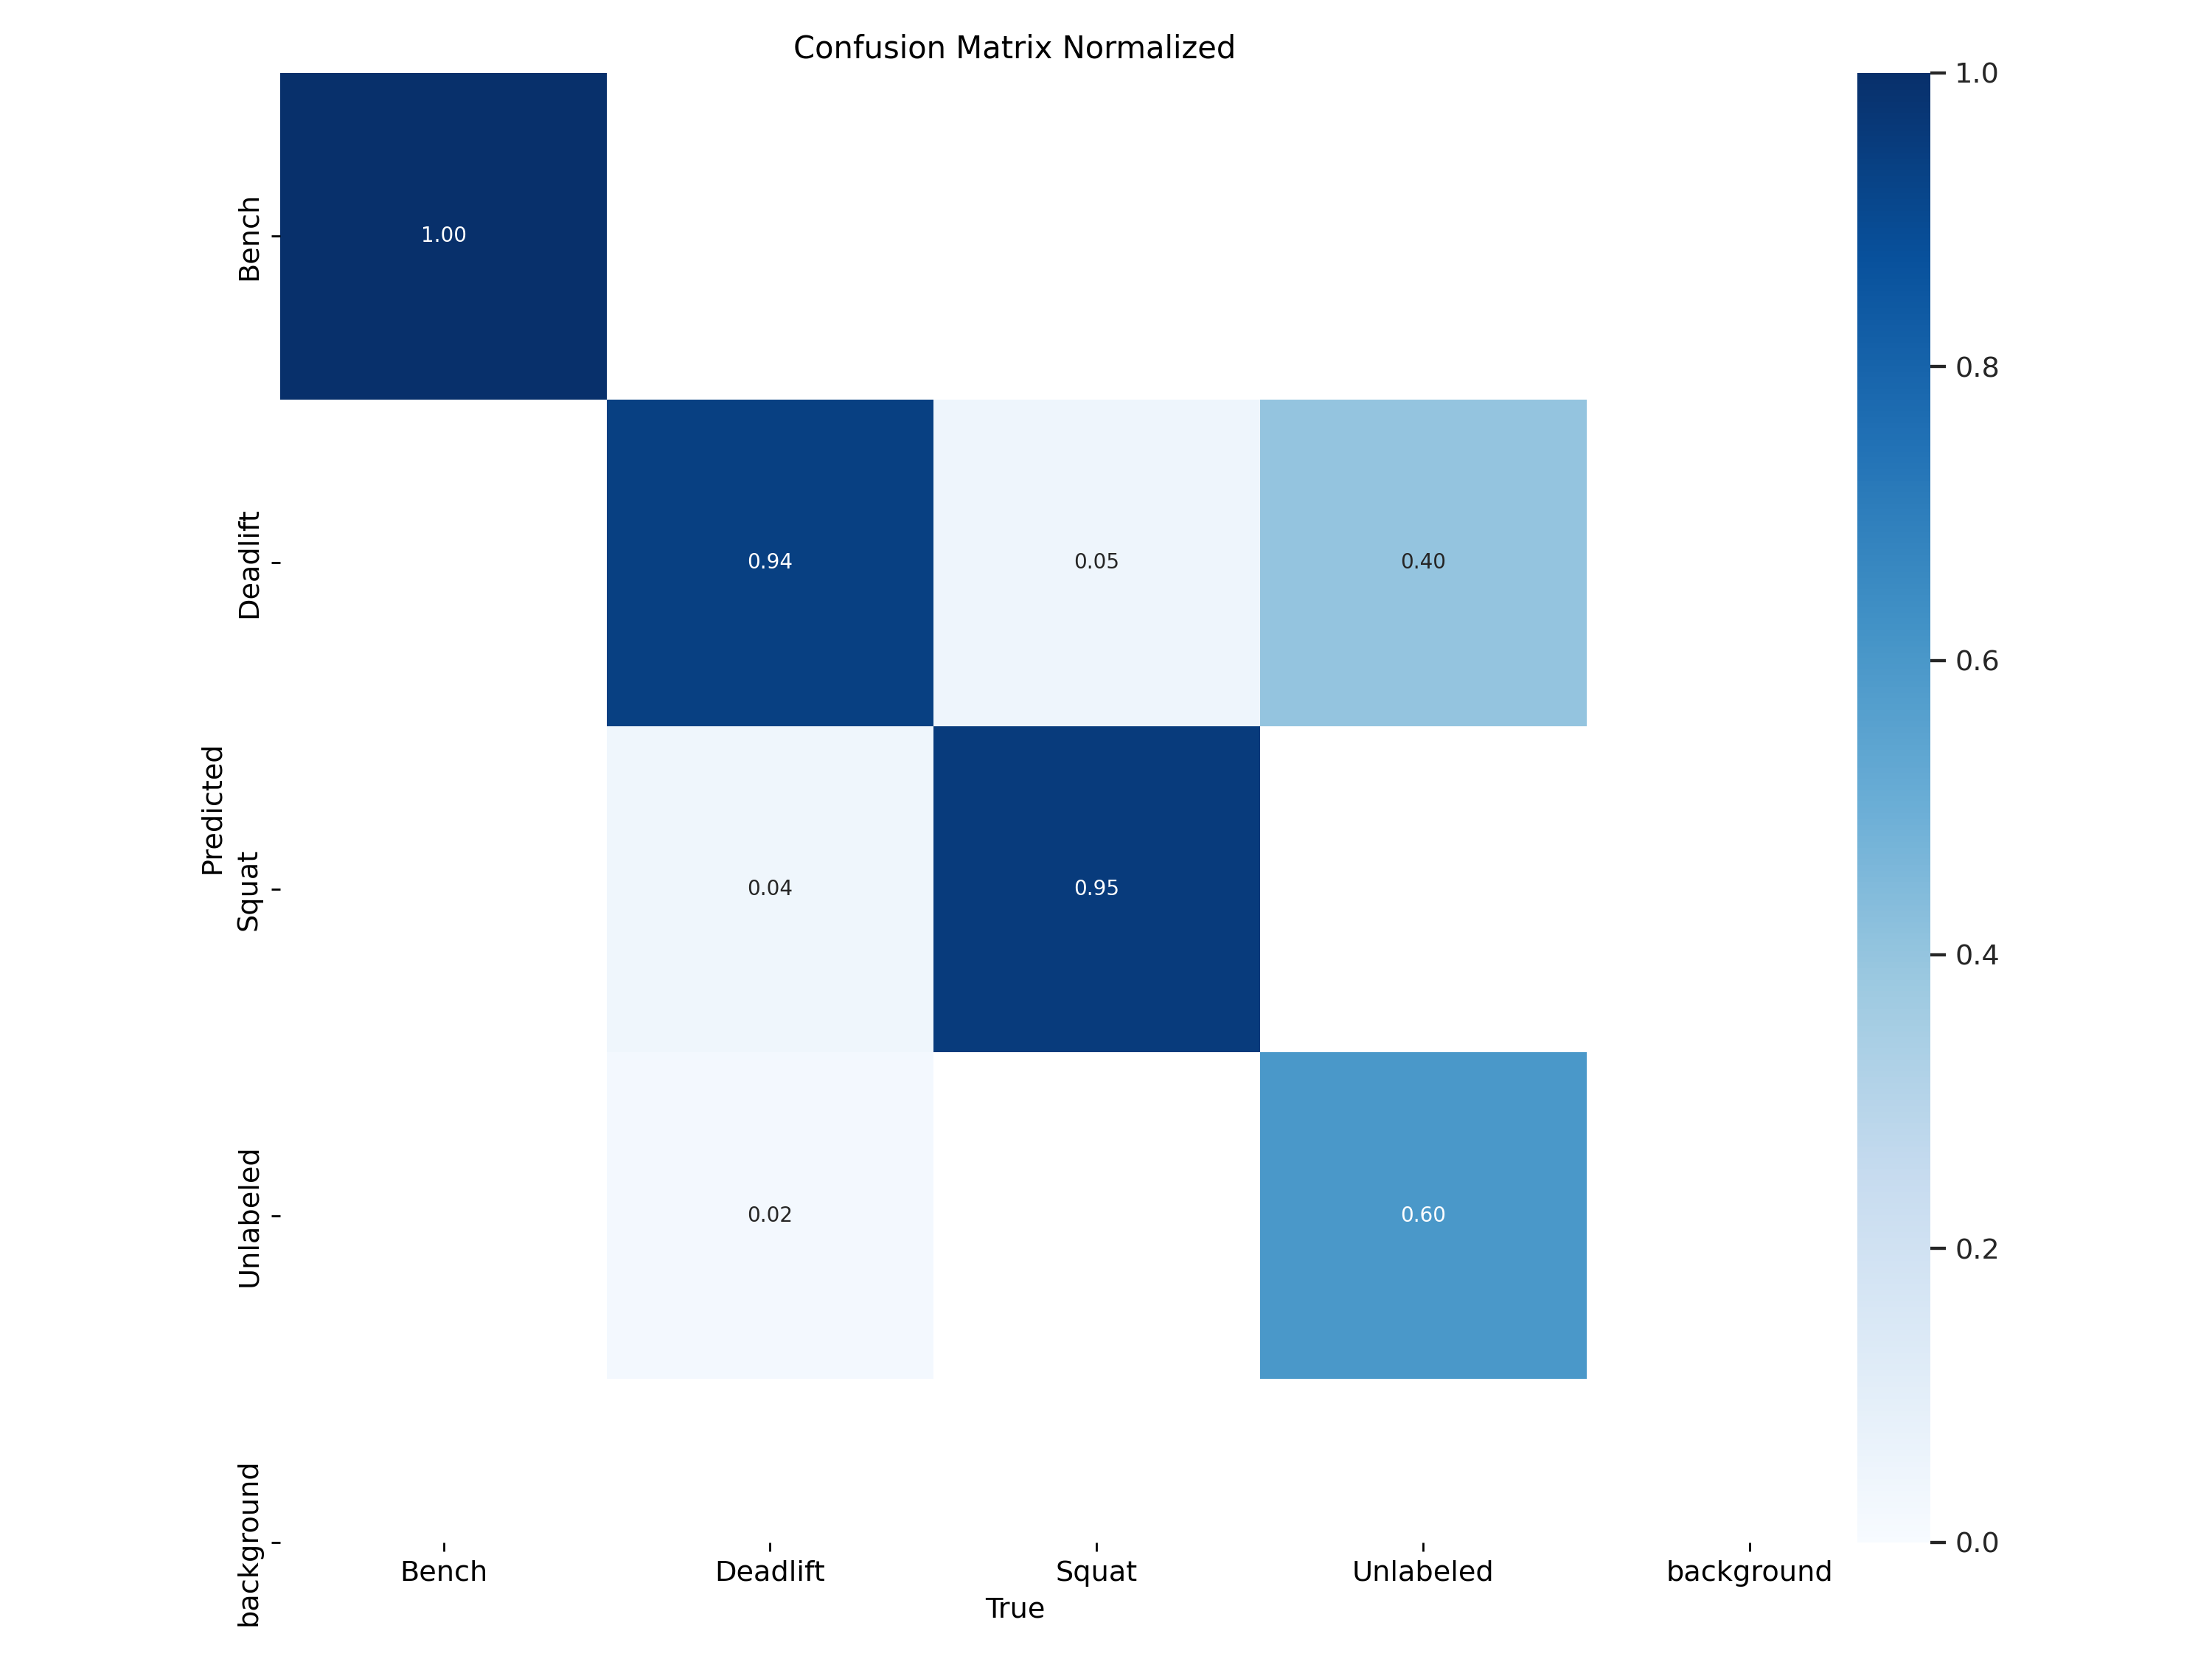 Confusion Matrix Normalized
Predicted
Bench
1.00
Deadlift
0.94 0.05 0.40
Squat
0.04 0.95
Unlabeled
0.02 0.60
background
Bench Deadlift Squat Unlabeled background
True
1.0
0.8
0.6
0.4
0.2
0.0